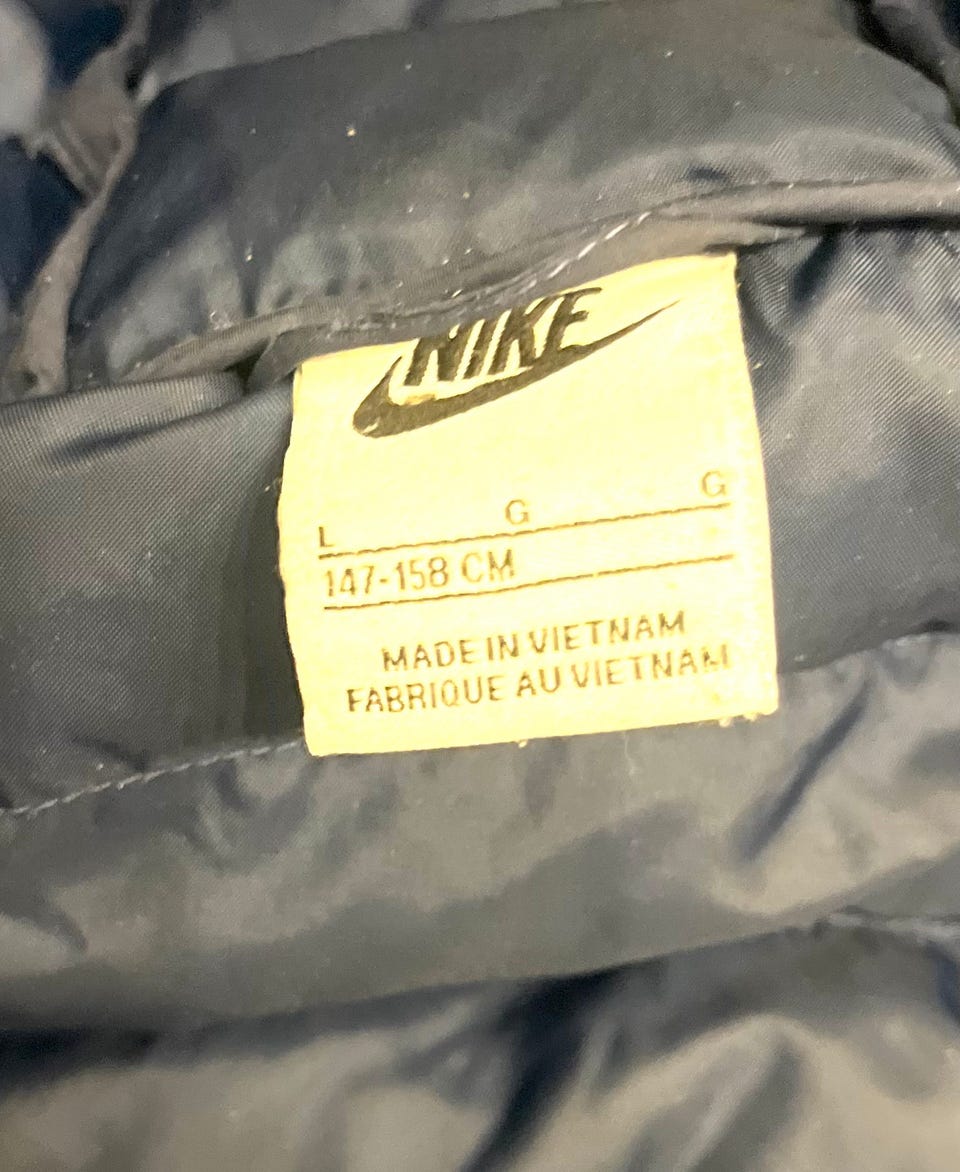 NIKE
L G G
147-158 CM
MADE IN VIETNAM
FABRIQUE AU VIETNAM